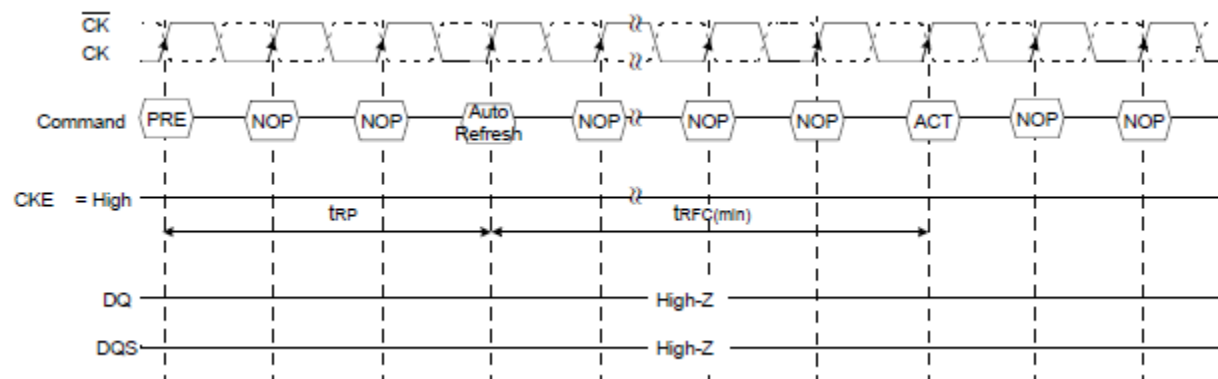 CK
CK
Command PRE NOP NOP Auto Refresh NOP NOP NOP ACT NOP NOP
CKE = High
tRP tRFC(min)
DQ High-Z
DQS High-Z